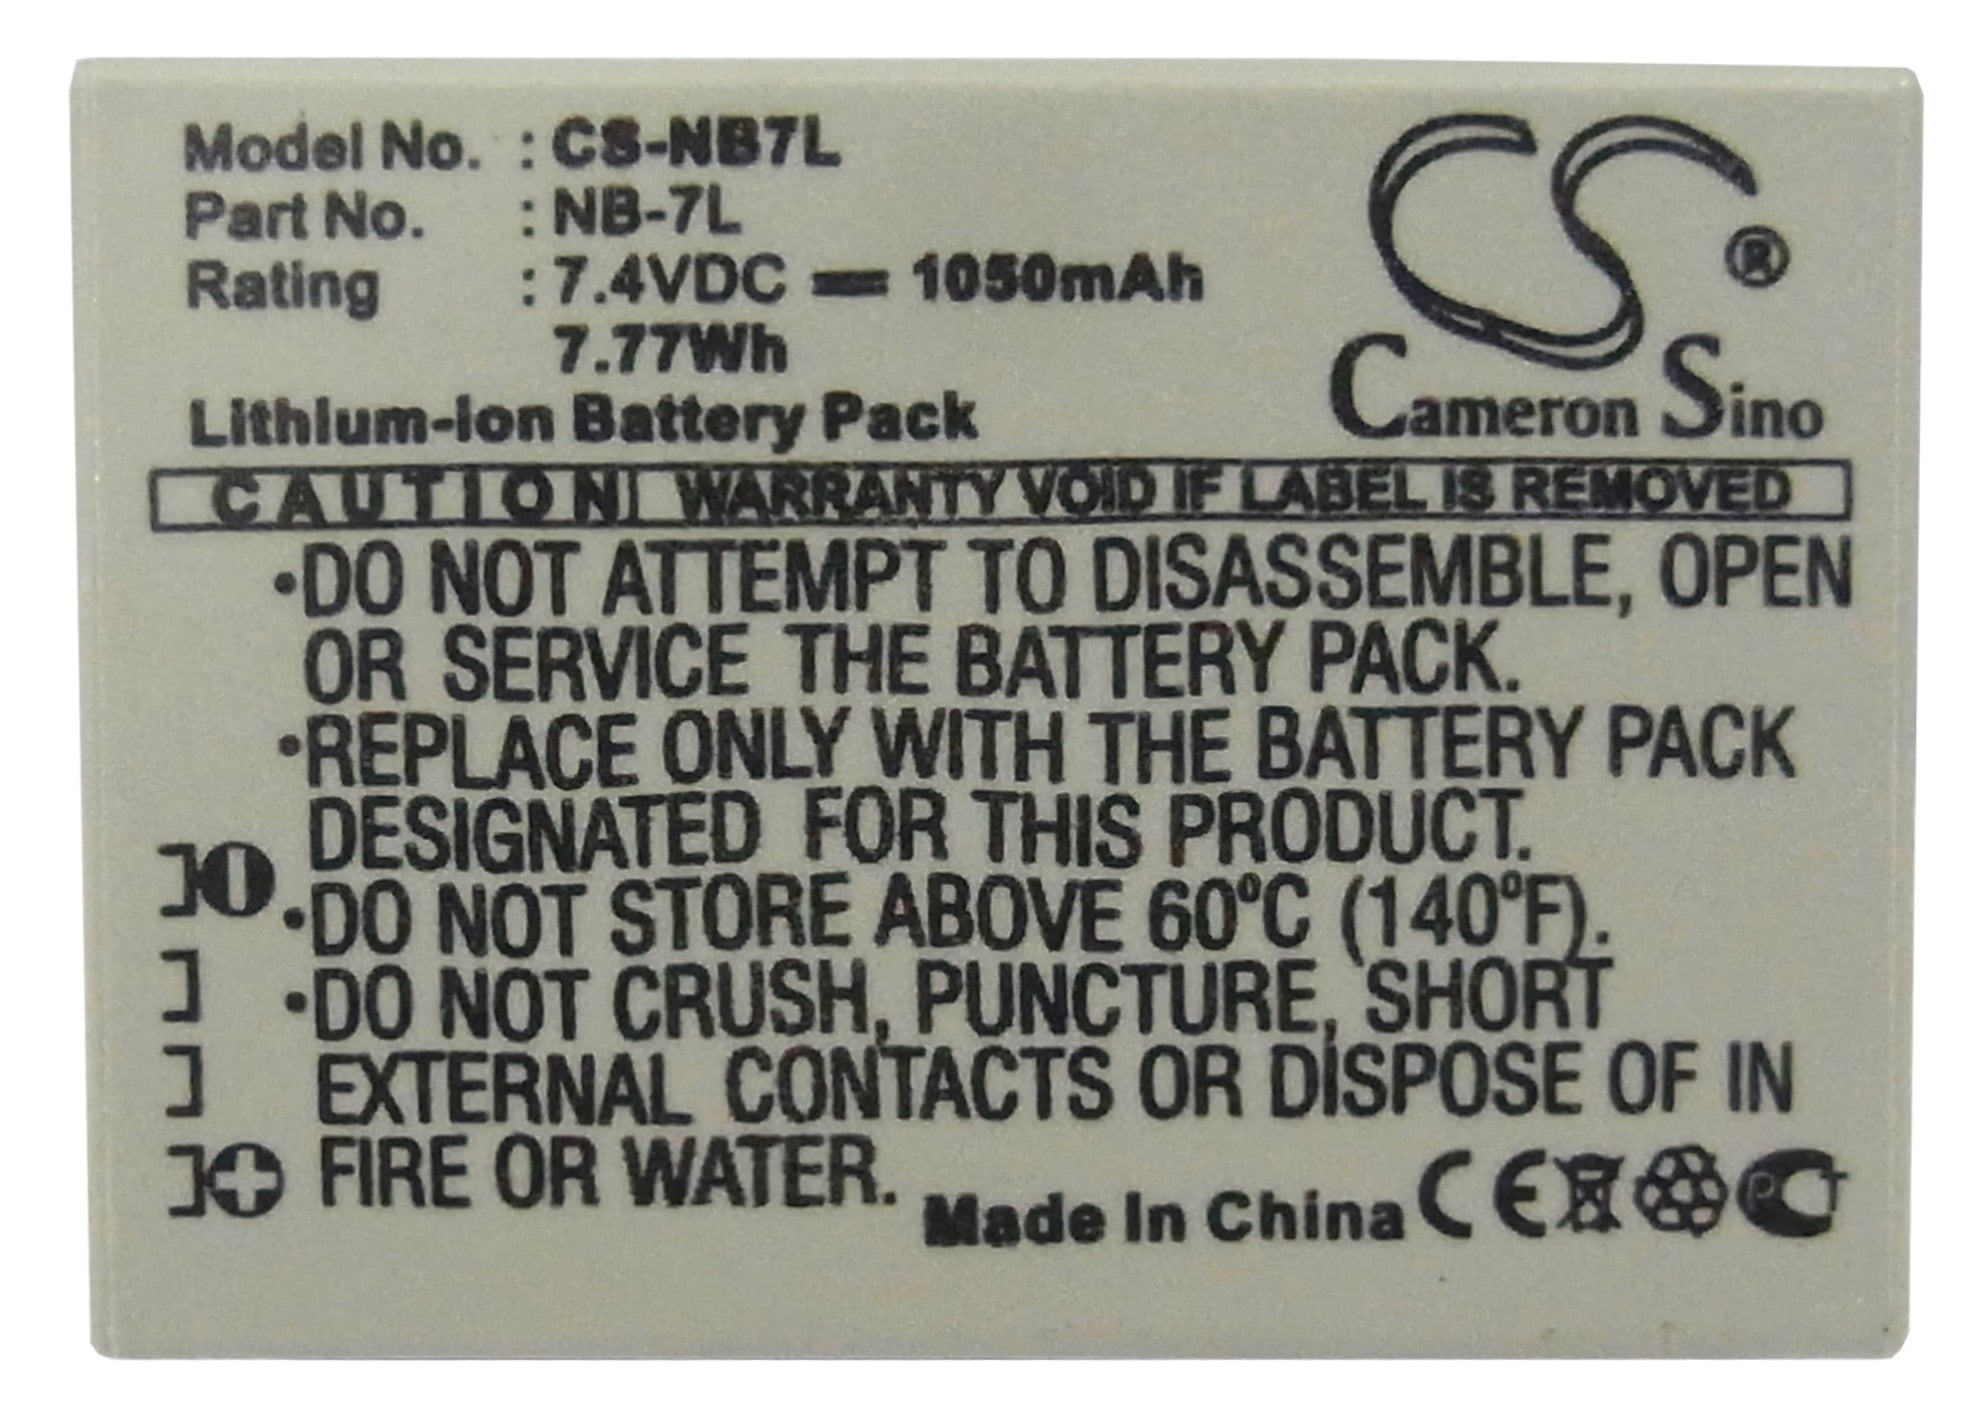 Model No. : CS-NB7L
Part No. : NB-7L
Rating : 7.4VDC ⎓ 1050mAh
7.77Wh
Lithium-Ion Battery Pack
CS ®
Cameron Sino
CAUTION! WARRANTY VOID IF LABEL IS REMOVED
•DO NOT ATTEMPT TO DISASSEMBLE, OPEN
OR SERVICE THE BATTERY PACK.
•REPLACE ONLY WITH THE BATTERY PACK
DESIGNATED FOR THIS PRODUCT.
•DO NOT STORE ABOVE 60°C (140°F).
•DO NOT CRUSH, PUNCTURE, SHORT
EXTERNAL CONTACTS OR DISPOSE OF IN
FIRE OR WATER.
Made In China CE PCT